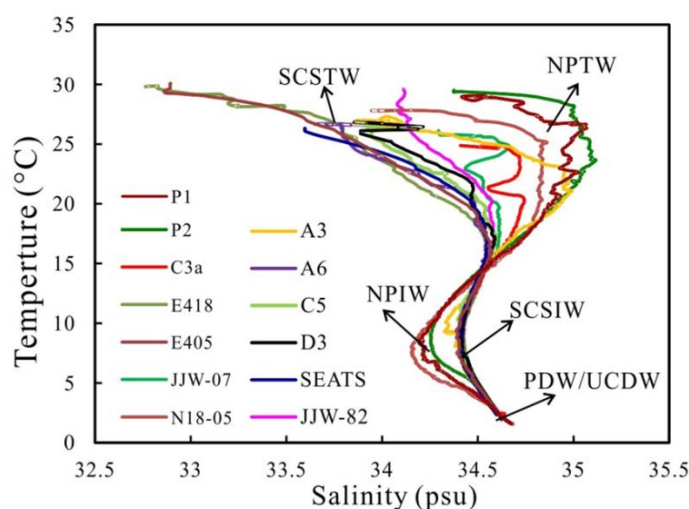 35
30
25
20
15
10
5
0
Temperture (°C)
SCSTW
NPTW
P1
P2
C3a
E418
E405
JJW-07
N18-05
A3
A6
C5
D3
SEATS
JJW-82
NPIW
SCSIW
PDW/UCDW
32.5 33 33.5 34 34.5 35 35.5
Salinity (psu)